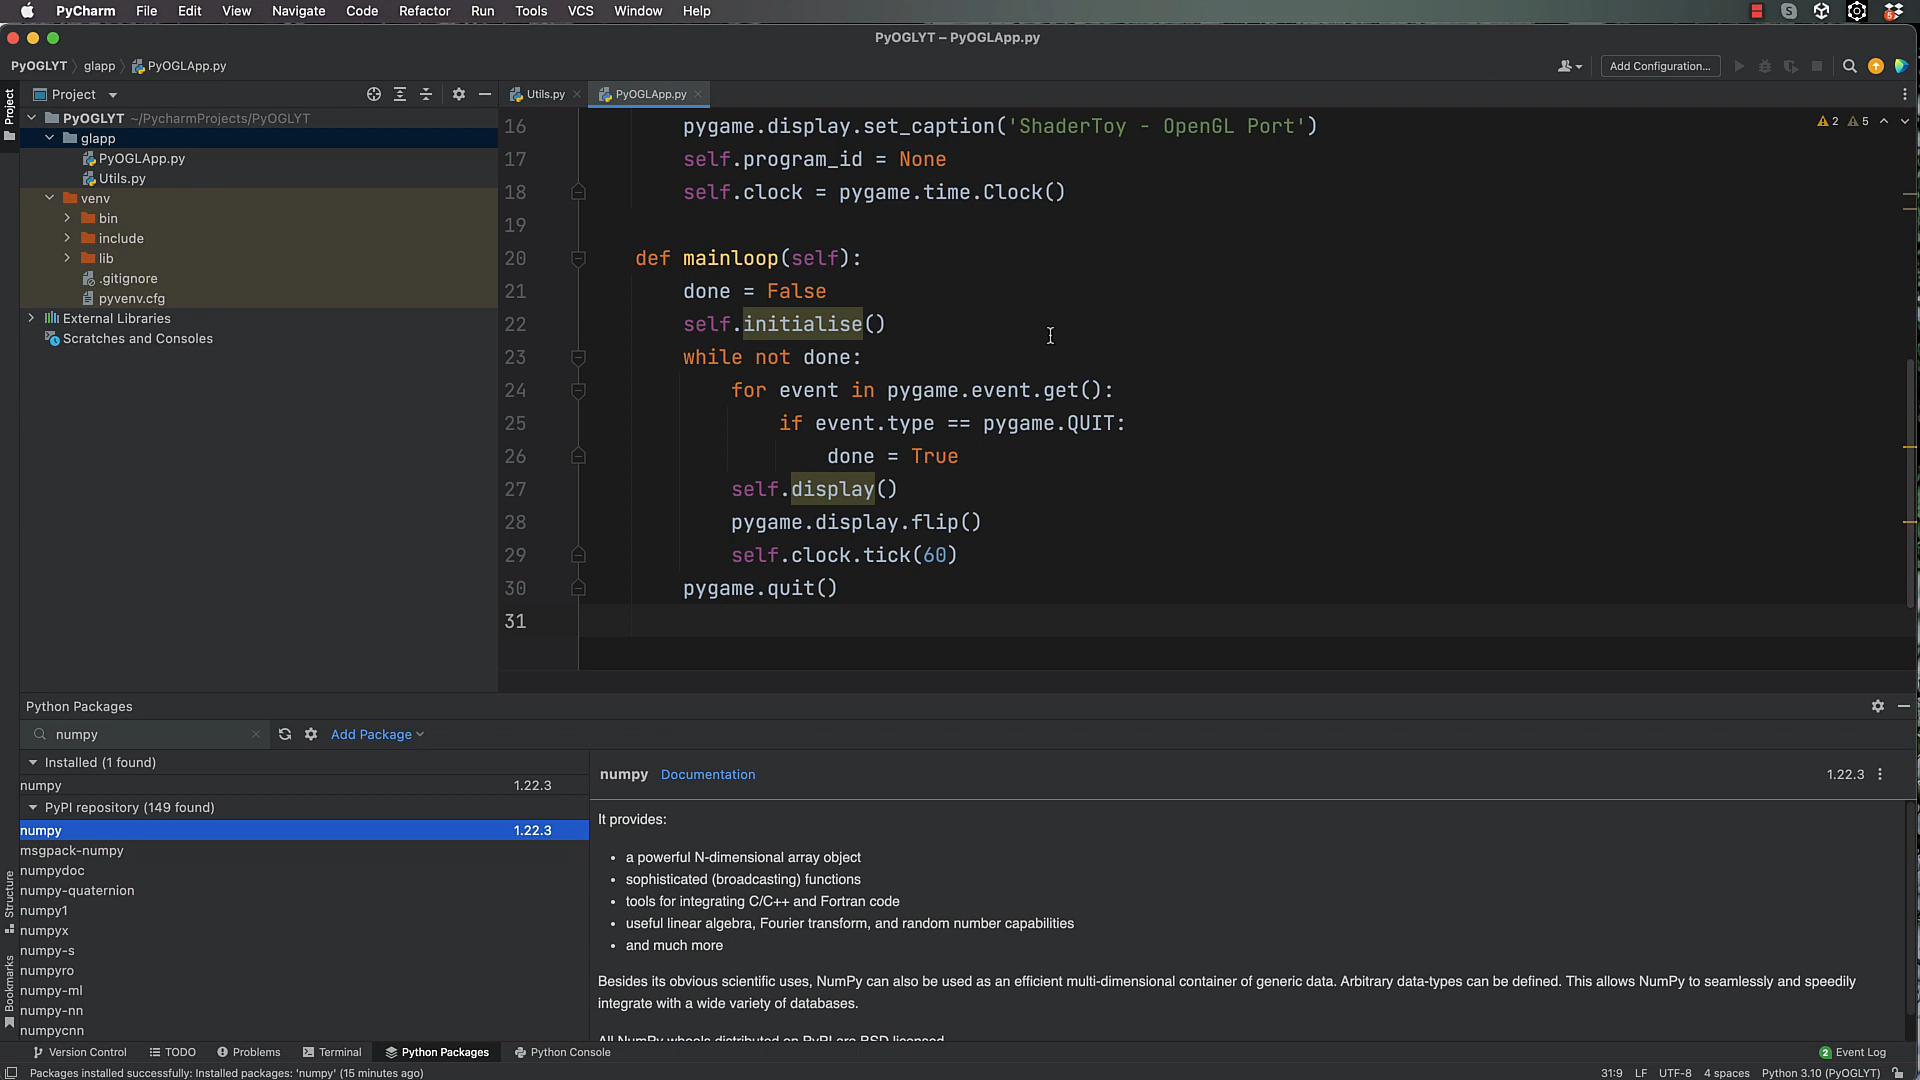 PyCharm File Edit View Navigate Code Refactor Run Tools VCS Window Help
PyOGLYT – PyOGLApp.py
PyOGLYT glapp PyOGLApp.py Add Configuration...
Project Utils.py PyOGLApp.py
Project
PyOGLYT ~/PycharmProjects/PyOGLYT
glapp
PyOGLApp.py
Utils.py
venv
bin
include
lib
.gitignore
pyvenv.cfg
External Libraries
Scratches and Consoles
2 5
16 pygame.display.set_caption('ShaderToy - OpenGL Port')
17 self.program_id = None
18 self.clock = pygame.time.Clock()
19
20 def mainloop(self):
21 done = False
22 self.initialise()
23 while not done:
24 for event in pygame.event.get():
25 if event.type == pygame.QUIT:
26 done = True
27 self.display()
28 pygame.display.flip()
29 self.clock.tick(60)
30 pygame.quit()
31
Python Packages
numpy Add Package
Installed (1 found)
numpy 1.22.3
PyPI repository (149 found)
numpy 1.22.3
msgpack-numpy
numpydoc
numpy-quaternion
numpy1
numpyx
numpy-s
numpyro
numpy-ml
numpy-nn
numpycnn
Structure
Bookmarks
numpy Documentation 1.22.3
It provides:
• a powerful N-dimensional array object
• sophisticated (broadcasting) functions
• tools for integrating C/C++ and Fortran code
• useful linear algebra, Fourier transform, and random number capabilities
• and much more
Besides its obvious scientific uses, NumPy can also be used as an efficient multi-dimensional container of generic data. Arbitrary data-types can be defined. This allows NumPy to seamlessly and speedily
integrate with a wide variety of databases.
All NumPy wheels distributed on PyPI are BSD licensed.
Version Control TODO Problems Terminal Python Packages Python Console 2 Event Log
Packages installed successfully: Installed packages: 'numpy' (15 minutes ago) 31:9 LF UTF-8 4 spaces Python 3.10 (PyOGLYT)